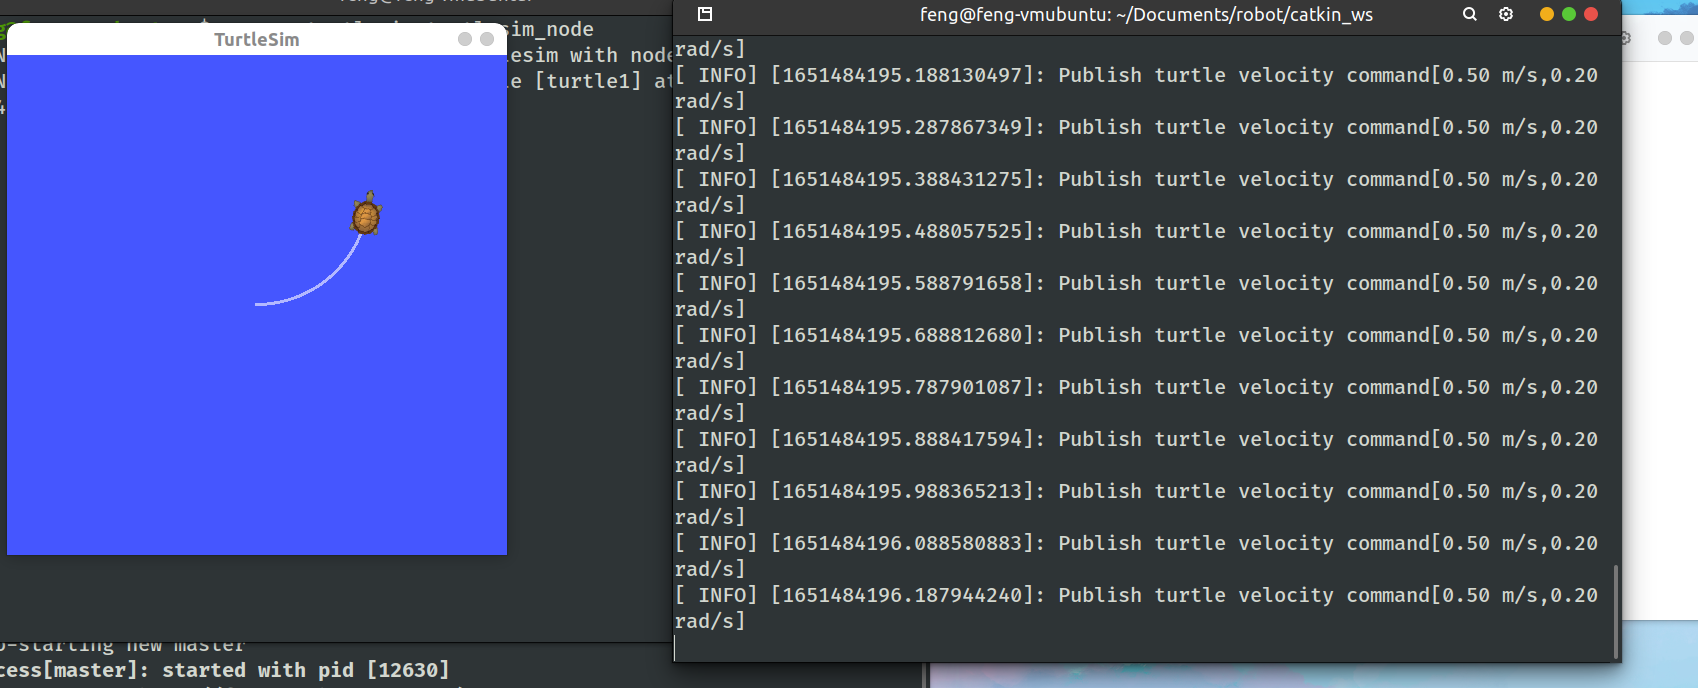 TurtleSim
sim_node
esim with node
[turtle1] at
feng@feng-vmubuntu: ~/Documents/robot/catkin_ws
rad/s]
[ INFO] [1651484195.188130497]: Publish turtle velocity command[0.50 m/s,0.20
rad/s]
[ INFO] [1651484195.287867349]: Publish turtle velocity command[0.50 m/s,0.20
rad/s]
[ INFO] [1651484195.388431275]: Publish turtle velocity command[0.50 m/s,0.20
rad/s]
[ INFO] [1651484195.488057525]: Publish turtle velocity command[0.50 m/s,0.20
rad/s]
[ INFO] [1651484195.588791658]: Publish turtle velocity command[0.50 m/s,0.20
rad/s]
[ INFO] [1651484195.688812680]: Publish turtle velocity command[0.50 m/s,0.20
rad/s]
[ INFO] [1651484195.787901087]: Publish turtle velocity command[0.50 m/s,0.20
rad/s]
[ INFO] [1651484195.888417594]: Publish turtle velocity command[0.50 m/s,0.20
rad/s]
[ INFO] [1651484195.988365213]: Publish turtle velocity command[0.50 m/s,0.20
rad/s]
[ INFO] [1651484196.088580883]: Publish turtle velocity command[0.50 m/s,0.20
rad/s]
[ INFO] [1651484196.187944240]: Publish turtle velocity command[0.50 m/s,0.20
rad/s]
o-starting new master
cess[master]: started with pid [12630]